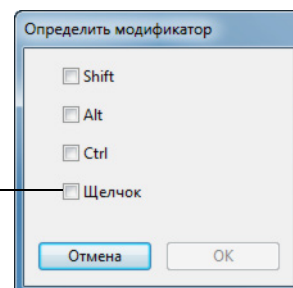 Определить модификатор
Shift
Alt
Ctrl
Щелчок
Отмена OK